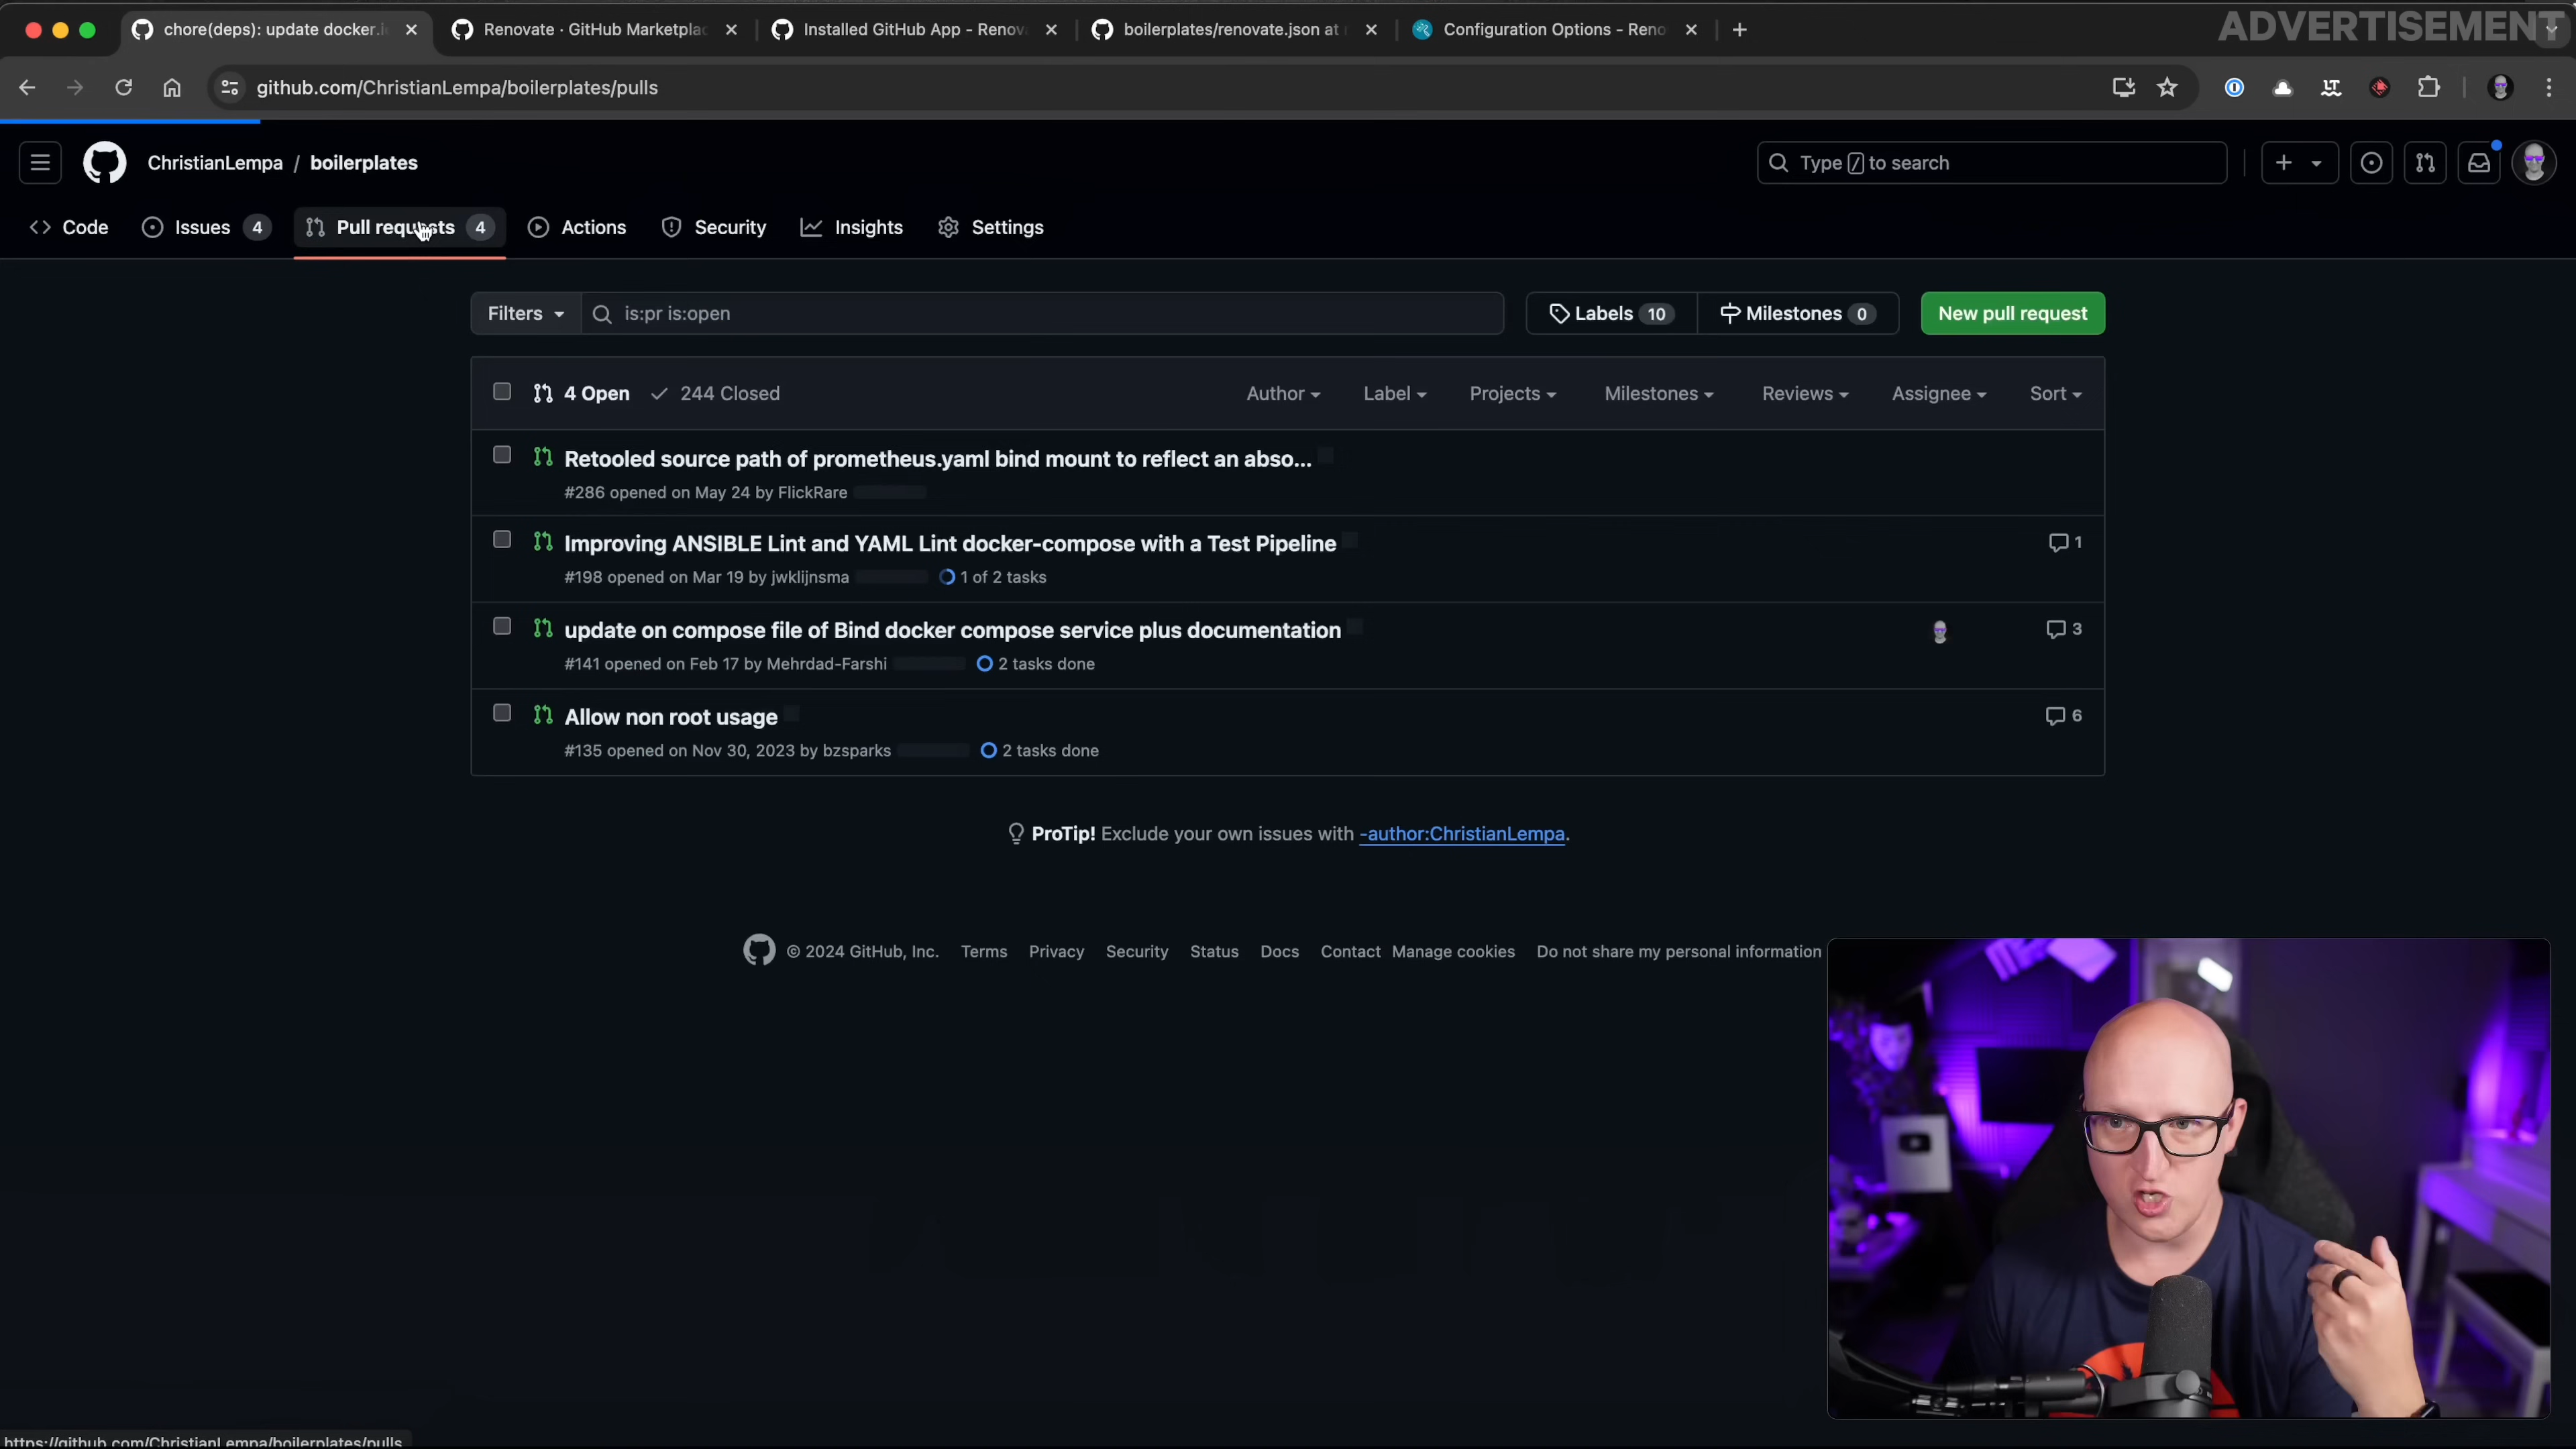 ADVERTISEMENT
chore(deps): update docker.i
Renovate · GitHub Marketplac
Installed GitHub App - Renov
boilerplates/renovate.json at
Configuration Options - Reno
github.com/ChristianLempa/boilerplates/pulls
ChristianLempa / boilerplates
Type / to search
Code
Issues 4
Pull requests 4
Actions
Security
Insights
Settings
Filters
is:pr is:open
Labels 10
Milestones 0
New pull request
4 Open
244 Closed
Author
Label
Projects
Milestones
Reviews
Assignee
Sort
Retooled source path of prometheus.yaml bind mount to reflect an abso...
#286 opened on May 24 by FlickRare
Improving ANSIBLE Lint and YAML Lint docker-compose with a Test Pipeline
1
#198 opened on Mar 19 by jwklijnsma
1 of 2 tasks
update on compose file of Bind docker compose service plus documentation
3
#141 opened on Feb 17 by Mehrdad-Farshi
2 tasks done
Allow non root usage
6
#135 opened on Nov 30, 2023 by bzsparks
2 tasks done
ProTip! Exclude your own issues with -author:ChristianLempa.
© 2024 GitHub, Inc.
Terms
Privacy
Security
Status
Docs
Contact
Manage cookies
Do not share my personal information
https://github.com/ChristianLempa/boilerplates/pulls